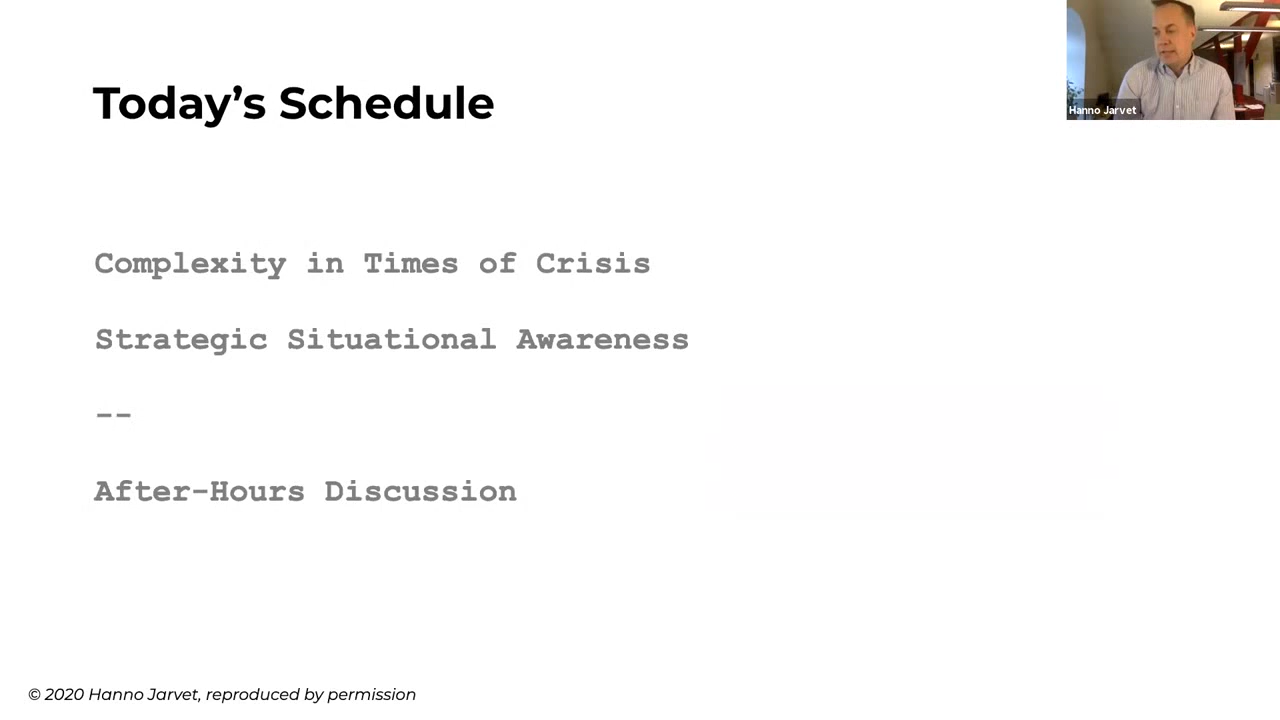 Today’s Schedule
Hanno Jarvet
Complexity in Times of Crisis
Strategic Situational Awareness
--
After-Hours Discussion
© 2020 Hanno Jarvet, reproduced by permission